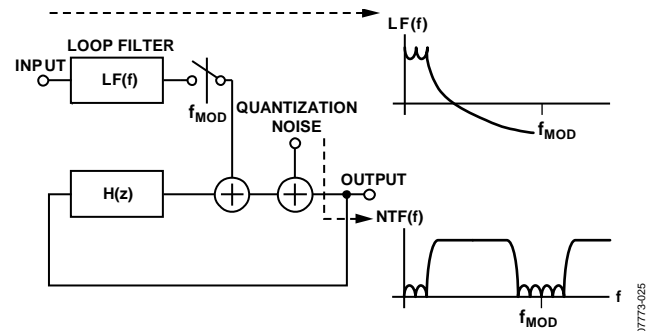 LF(f)
LOOP FILTER
INPUT
LF(f)
fMOD
QUANTIZATION
NOISE
fMOD
H(z)
OUTPUT
NTF(f)
f
fMOD
07773-025